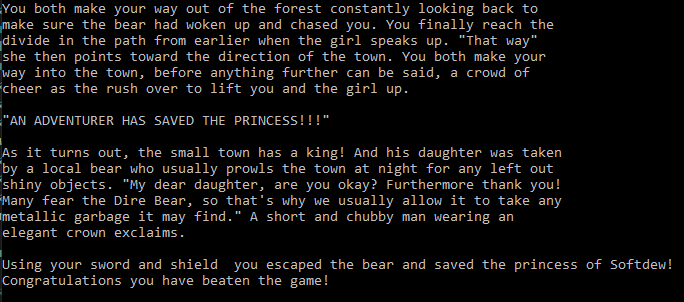 You both make your way out of the forest constantly looking back to
make sure the bear had woken up and chased you. You finally reach the
divide in the path from earlier when the girl speaks up. "That way"
she then points toward the direction of the town. You both make your
way into the town, before anything further can be said, a crowd of
cheer as the rush over to lift you and the girl up.

"AN ADVENTURER HAS SAVED THE PRINCESS!!!"

As it turns out, the small town has a king! And his daughter was taken
by a local bear who usually prowls the town at night for any left out
shiny objects. "My dear daughter, are you okay? Furthermore thank you!
Many fear the Dire Bear, so that's why we usually allow it to take any
metallic garbage it may find." A short and chubby man wearing an
elegant crown exclaims.

Using your sword and shield  you escaped the bear and saved the princess of Softdew!
Congratulations you have beaten the game!